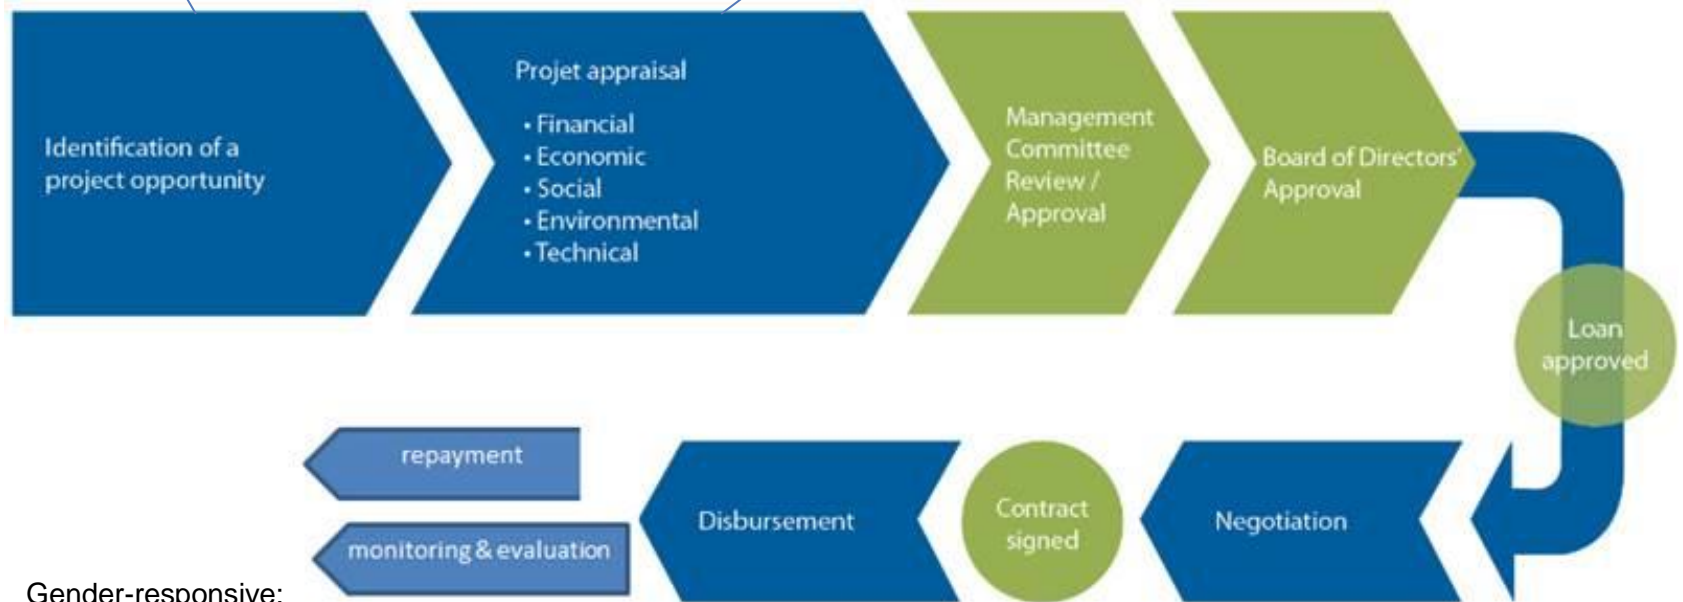 Identification of a
project opportunity
Projet appraisal
• Financial
• Economic
• Social
• Environmental
• Technical
Management
Committee
Review /
Approval
Board of Directors'
Approval
Loan
approved
Negotiation
Contract
signed
Disbursement
repayment
monitoring & evaluation
Gender-responsive: